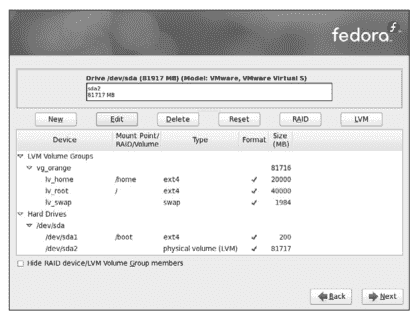 fedora
Drive /dev/sda (81917 MB) (Model: VMware, VMware Virtual S)
sda2
81717 MB
New Edit Delete Reset RAID LVM
Device Mount Point/ RAID/Volume Type Format Size (MB)
LVM Volume Groups
vg_orange 81716
lv_home /home ext4 ✓ 20000
lv_root / ext4 ✓ 40000
lv_swap swap ✓ 1984
Hard Drives
/dev/sda
/dev/sda1 /boot ext4 ✓ 200
/dev/sda2 physical volume (LVM) ✓ 81717
Hide RAID device/LVM Volume Group members
Back Next